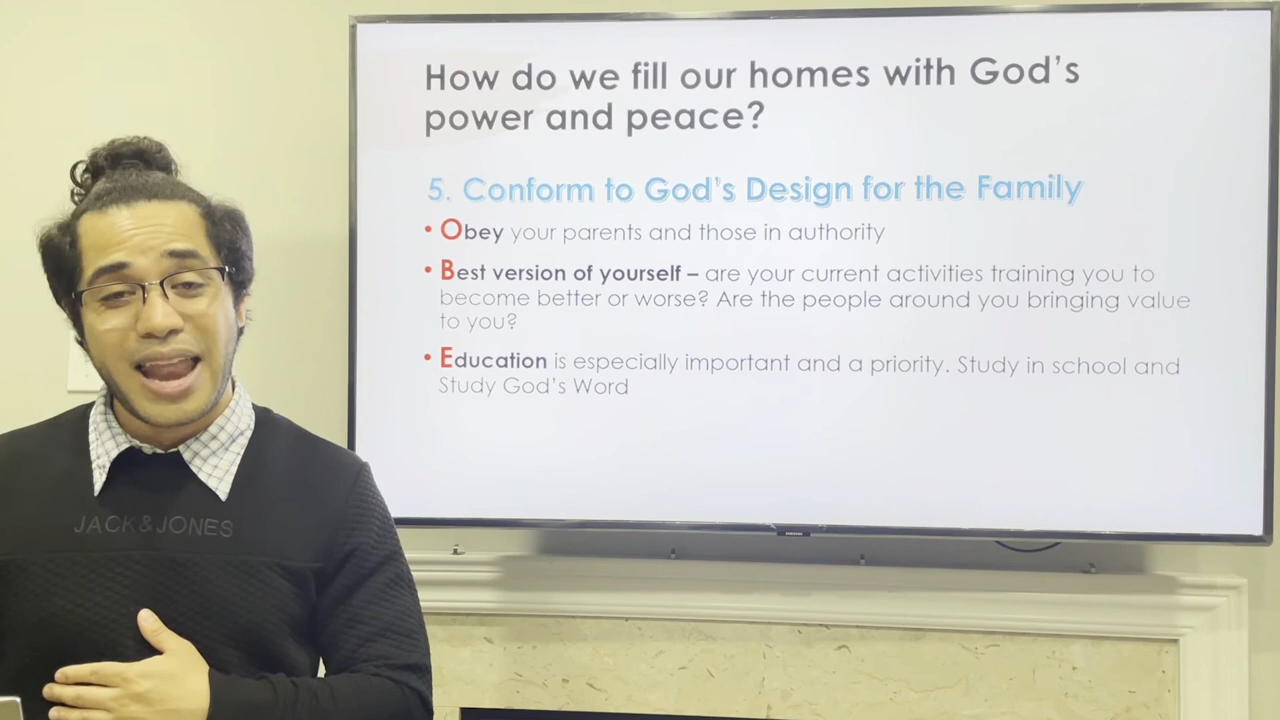 How do we fill our homes with God's
power and peace?
5. Conform to God's Design for the Family
• Obey your parents and those in authority
• Best version of yourself – are your current activities training you to
become better or worse? Are the people around you bringing value
to you?
• Education is especially important and a priority. Study in school and
Study God's Word
JACK&JONES
SAMSUNG